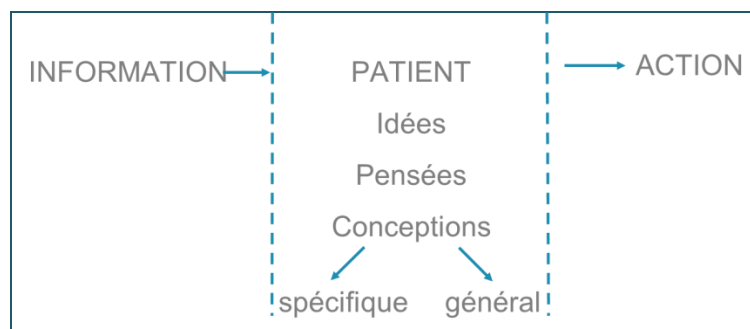 INFORMATION PATIENT ACTION
Idées
Pensées
Conceptions
spécifique général